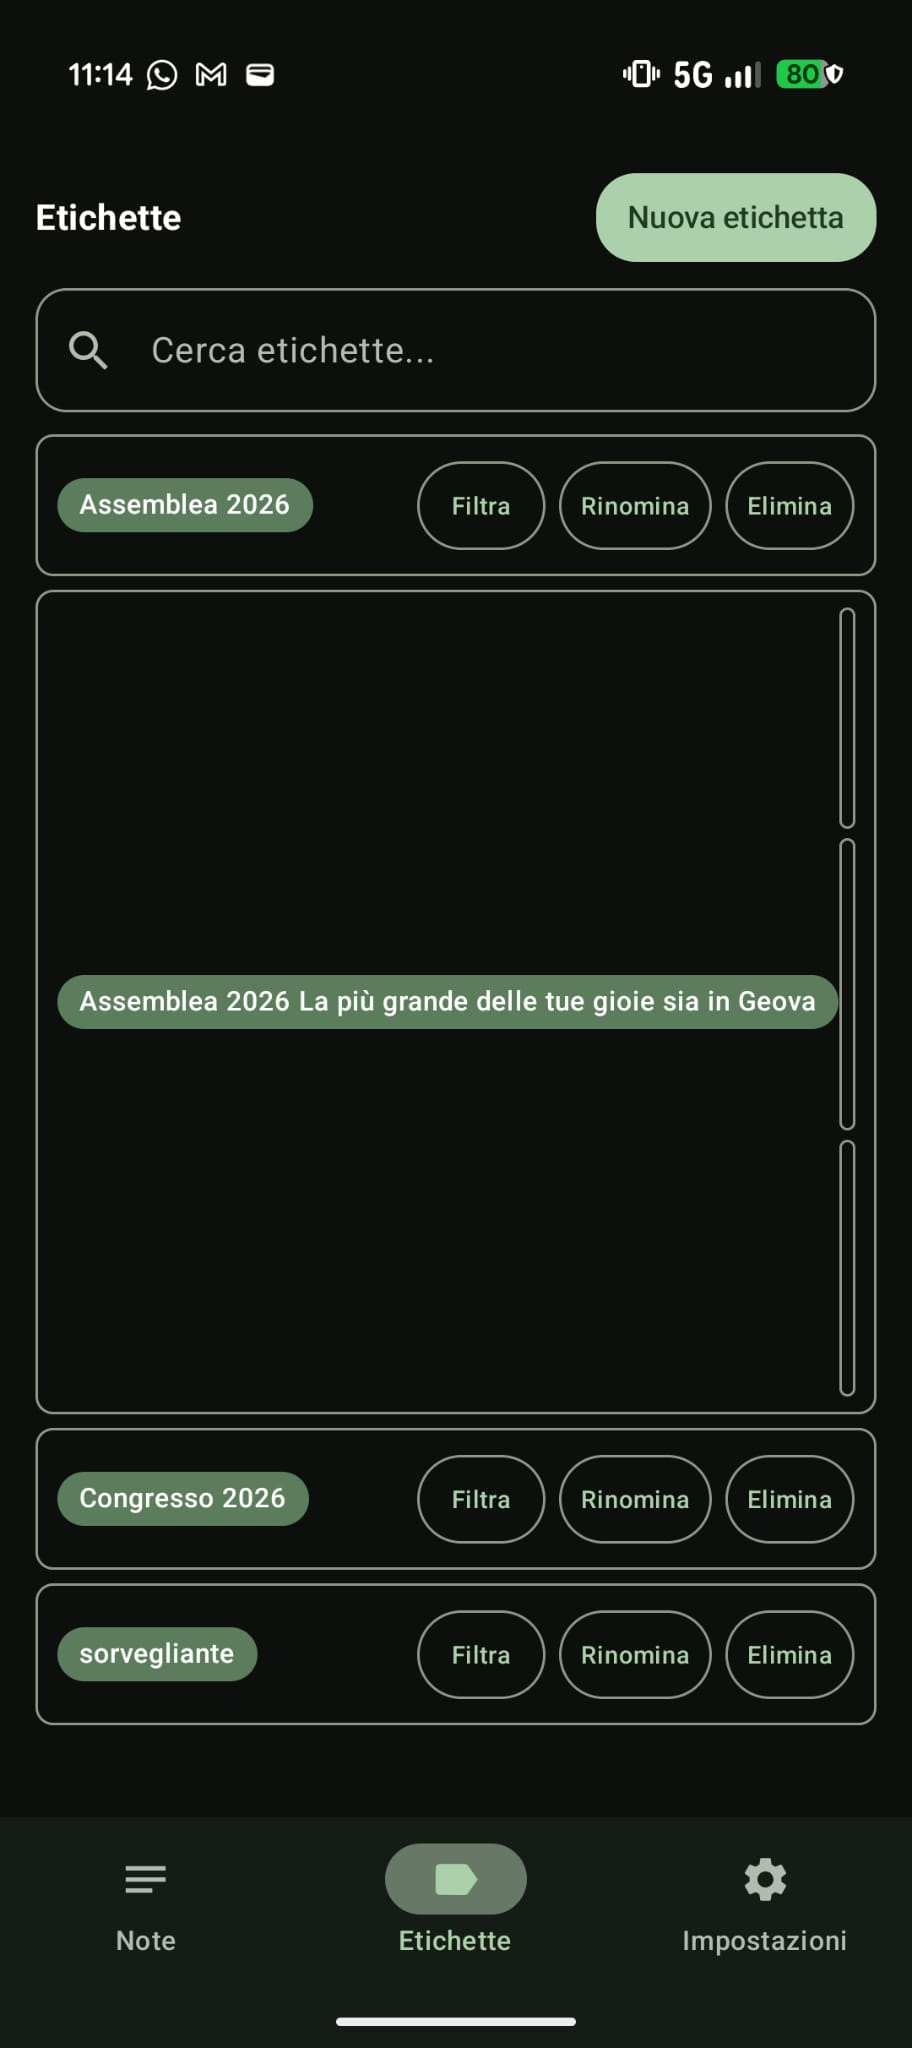 11:14 5G 80
Etichette
Nuova etichetta
Cerca etichette...
Assemblea 2026 Filtra Rinomina Elimina
Assemblea 2026 La più grande delle tue gioie sia in Geova
Congresso 2026 Filtra Rinomina Elimina
sorvegliante Filtra Rinomina Elimina
Note Etichette Impostazioni